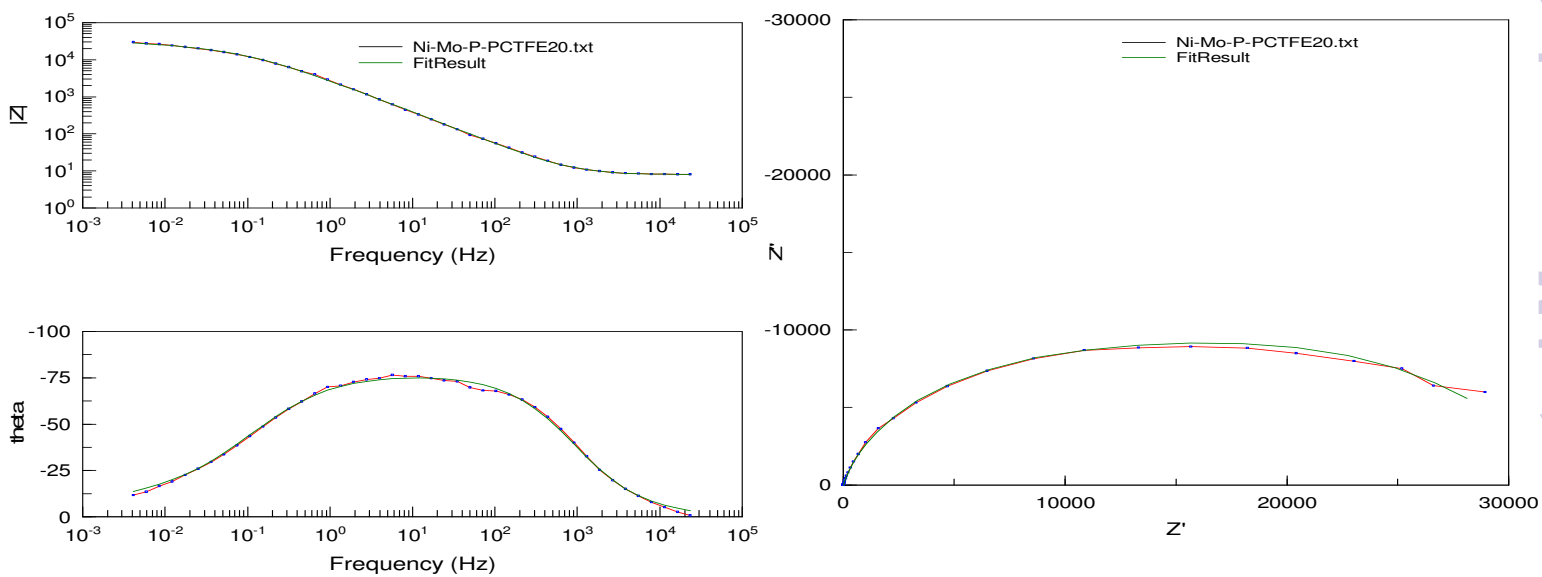 10^5
10^4
10^3
10^2
10^1
10^0
|Z|
Ni-Mo-P-PCTFE20.txt
FitResult
10^-3 10^-2 10^-1 10^0 10^1 10^2 10^3 10^4 10^5
Frequency (Hz)
-100
-75
-50
-25
0
theta
10^-3 10^-2 10^-1 10^0 10^1 10^2 10^3 10^4 10^5
Frequency (Hz)
-30000
-20000
-10000
0
Z''
Ni-Mo-P-PCTFE20.txt
FitResult
0 10000 20000 30000
Z'